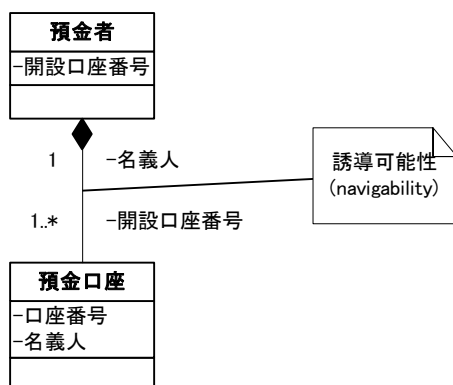 預金者
-開設口座番号
1
-名義人
誘導可能性
(navigability)
1..*
-開設口座番号
預金口座
-口座番号
-名義人